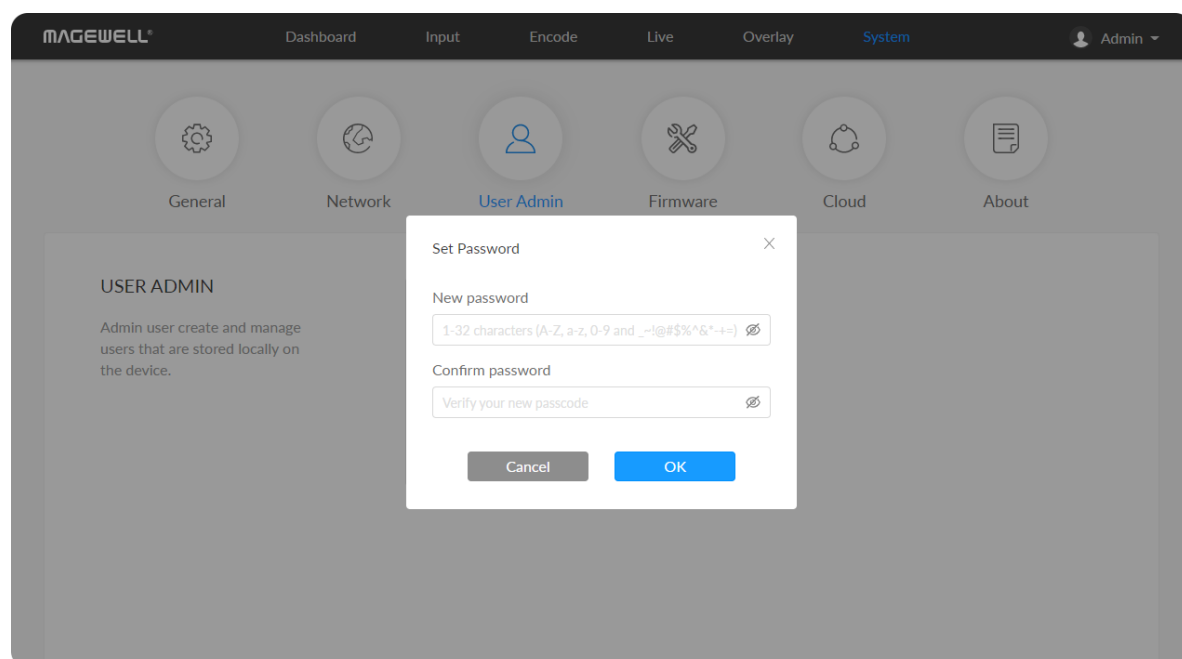 MAGEWELL®
Dashboard
Input
Encode
Live
Overlay
System
Admin
General
Network
User Admin
Firmware
Cloud
About
USER ADMIN
Admin user create and manage
users that are stored locally on
the device.
Set Password
New password
1-32 characters (A-Z, a-z, 0-9 and _~!@#$%^&*-+=)
Confirm password
Verify your new passcode
Cancel
OK